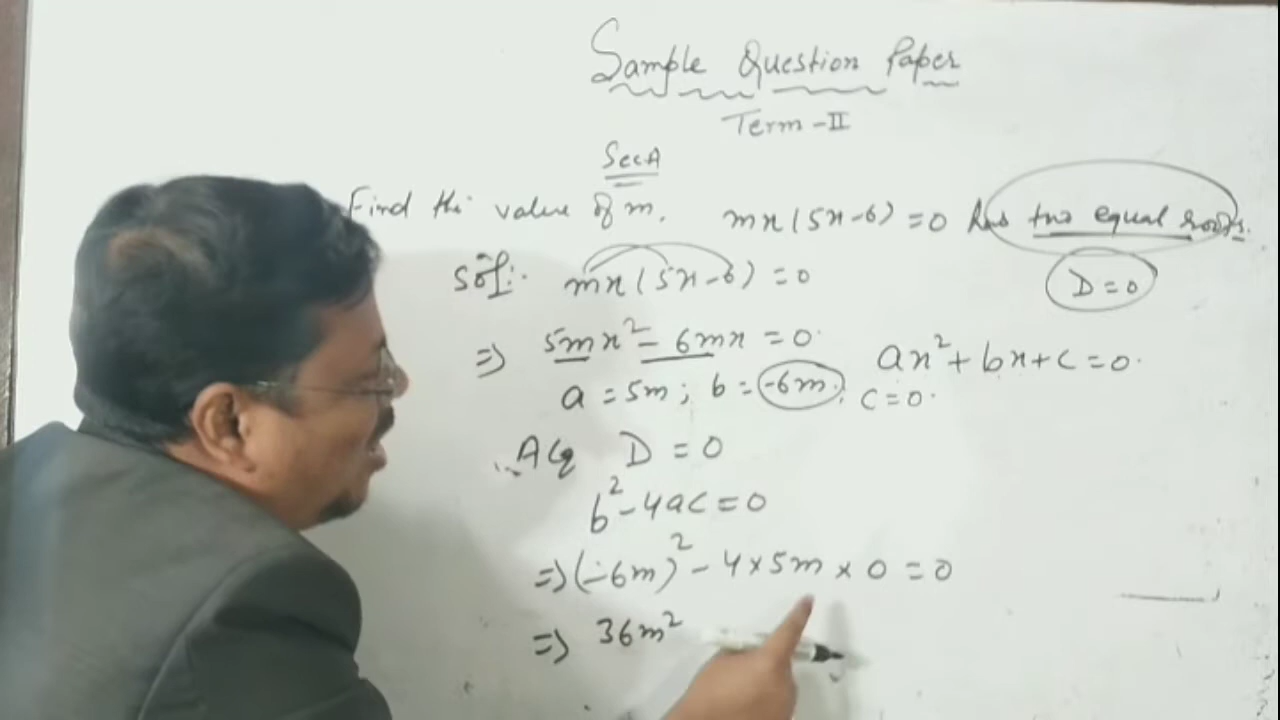 Sample Question Paper
Term-II
Sec A
Find the value of m. mx(5x-6)=0 has two equal roots.
Sol:. mx(5x-6)=0 D=0
=> 5mx² - 6mx = 0. ax²+bx+c=0.
a = 5m; b = -6m. c=0.
D = 0
b²-4ac=0
=> (-6m)² - 4×5m × 0 = 0
=> 36m²